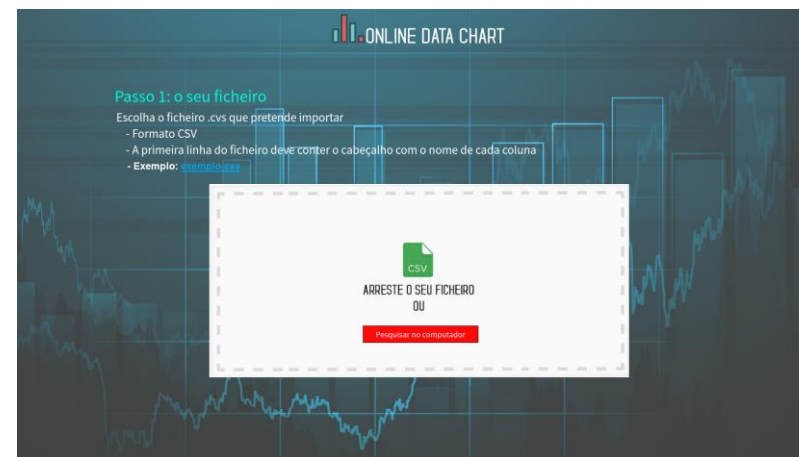 ONLINE DATA CHART
Passo 1: o seu ficheiro
Escolha o ficheiro .cvs que pretende importar
- Formato CSV
- A primeira linha do ficheiro deve conter o cabeçalho com o nome de cada coluna
- Exemplo: exemplo.csv
CSV
ARRESTE O SEU FICHEIRO
OU
Pesquisar no computador